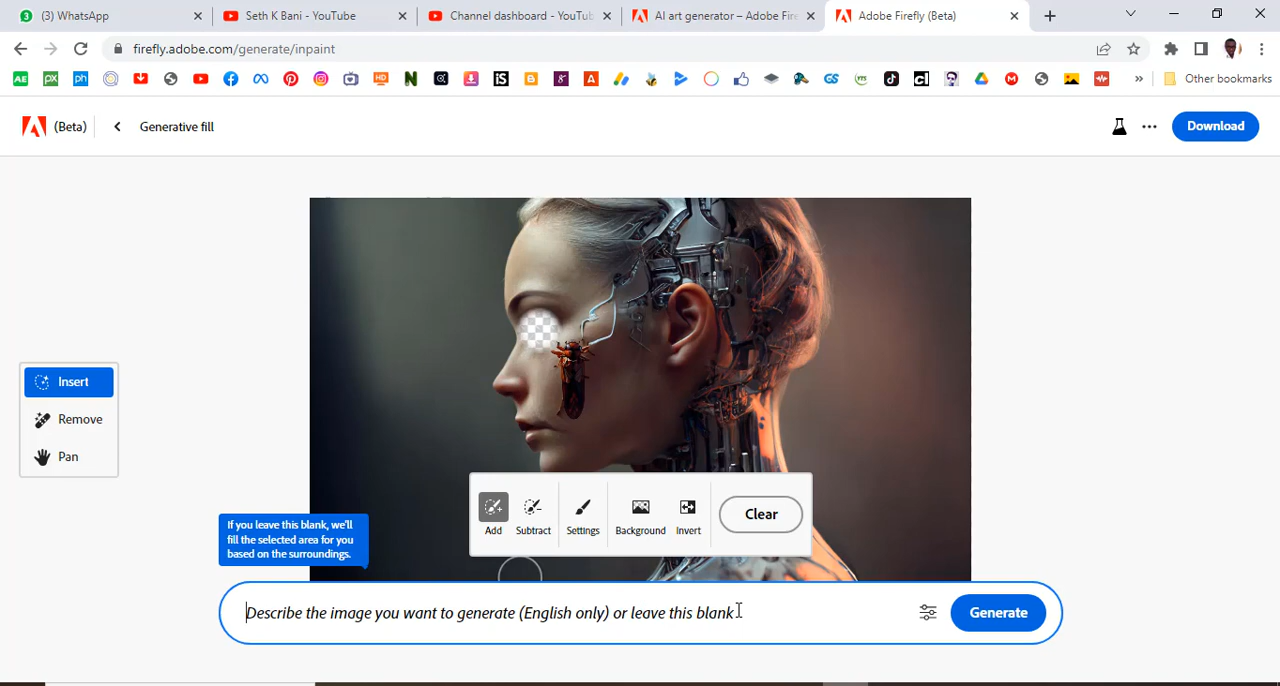 (3) WhatsApp
Seth K Bani - YouTube
Channel dashboard - YouTub
AI art generator – Adobe Fire
Adobe Firefly (Beta)
firefly.adobe.com/generate/inpaint
Other bookmarks
(Beta)
Generative fill
Download
Insert
Remove
Pan
Add
Subtract
Settings
Background
Invert
Clear
If you leave this blank, we'll
fill the selected area for you
based on the surroundings.
Describe the image you want to generate (English only) or leave this blank
Generate